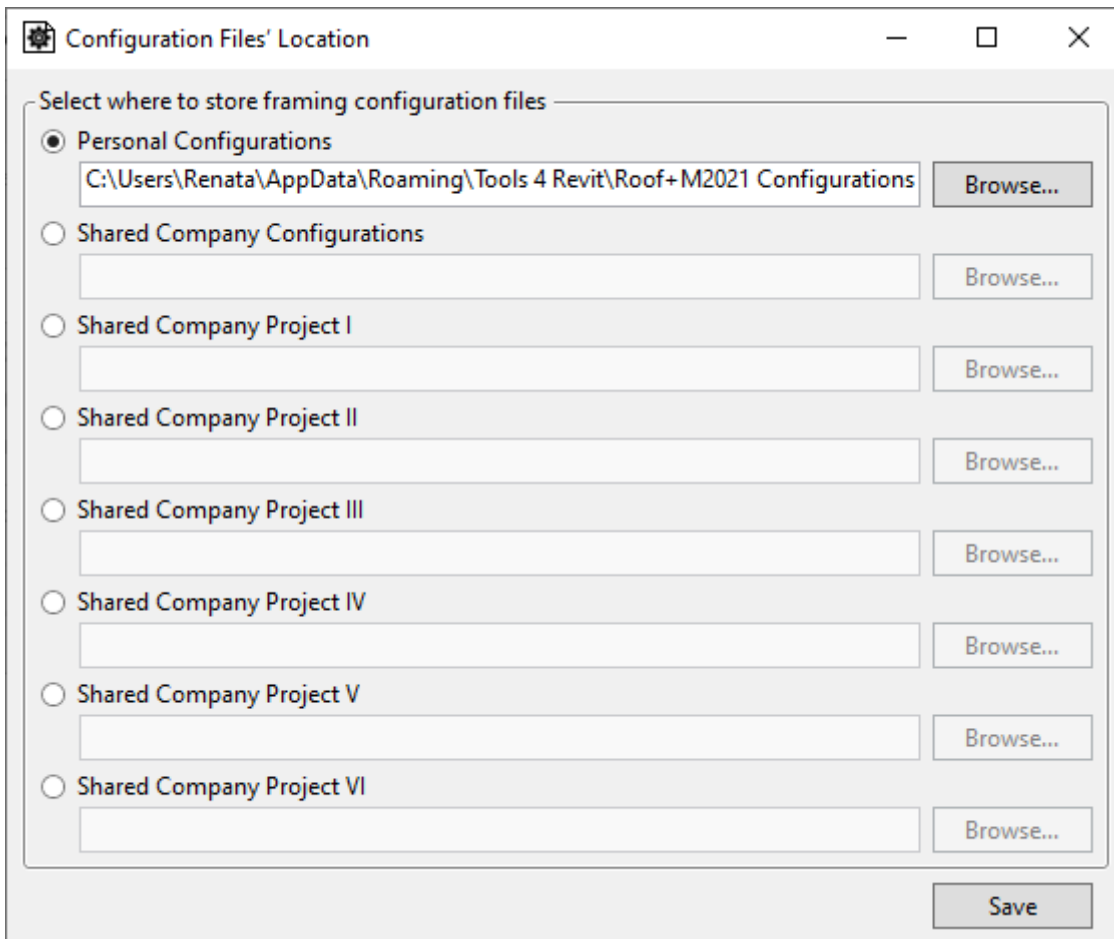 Configuration Files' Location
Select where to store framing configuration files
Personal Configurations
C:\Users\Renata\AppData\Roaming\Tools 4 Revit\Roof+M2021 Configurations Browse...
Shared Company Configurations
Browse...
Shared Company Project I
Browse...
Shared Company Project II
Browse...
Shared Company Project III
Browse...
Shared Company Project IV
Browse...
Shared Company Project V
Browse...
Shared Company Project VI
Browse...
Save